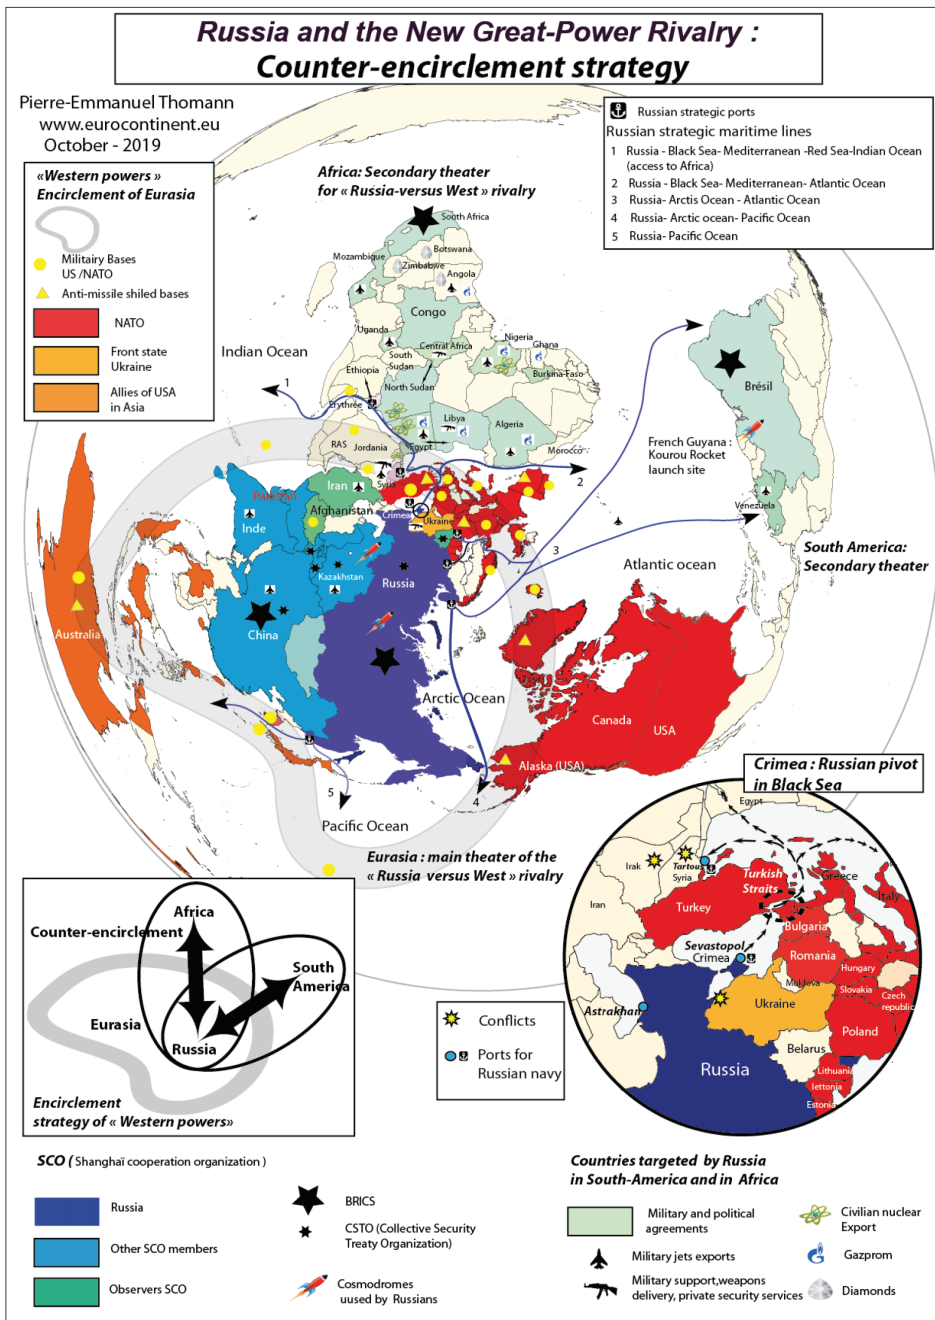 Russia and the New Great-Power Rivalry :
Counter-encirclement strategy
Pierre-Emmanuel Thomann
www.eurocontinent.eu
October - 2019
«Western powers »
Encirclement of Eurasia
Militairy Bases
US /NATO
Anti-missile shiled bases
NATO
Front state
Ukraine
Allies of USA
in Asia
Russian strategic ports
Russian strategic maritime lines
1 Russia - Black Sea- Mediterranean -Red Sea-Indian Ocean
(access to Africa)
2 Russia - Black Sea- Mediterranean- Atlantic Ocean
3 Russia- Arctis Ocean - Atlantic Ocean
4 Russia- Arctic ocean- Pacific Ocean
5 Russia- Pacific Ocean
Africa: Secondary theater
for « Russia-versus West » rivalry
South Africa
Botswana
Mozambique
Zimbabwe
Angola
Congo
Uganda
Nigeria
Ghana
Central Africa
South
Sudan
Burkina-Faso
Ethiopia
North Sudan
Indian Ocean
1
Erythrée
Libya
Algeria
RAS
Jordania
Egypt
Morocco
2
Syria
Brésil
French Guyana :
Kourou Rocket
launch site
Venezuela
South America:
Secondary theater
Pakistan
Iran
Inde
Afghanistan
Crimea
Ukraine
3
Kazakhstan
Russia
Atlantic ocean
China
Australia
Arctic Ocean
Canada
USA
Alaska (USA)
5
4
Pacific Ocean
Eurasia : main theater of the
« Russia versus West » rivalry
Crimea : Russian pivot
in Black Sea
Egypt
Irak
Tartous
Syria
Iran
Turkish
Straits
Greece
Italy
Turkey
Bulgaria
Sevastopol
Crimea
Romania
Hungary
Moldova
Slovakia
Czech
republic
Astrakhan
Ukraine
Poland
Belarus
Russia
Lithuania
lettonia
Estonia
Africa
Counter-encirclement
South
America
Eurasia
Russia
Encirclement
strategy of « Western powers»
Conflicts
Ports for
Russian navy
SCO ( Shanghaï cooperation organization )
Russia
Other SCO members
Observers SCO
BRICS
CSTO (Collective Security
Treaty Organization)
Cosmodromes
uused by Russians
Countries targeted by Russia
in South-America and in Africa
Military and political
agreements
Military jets exports
Military support,weapons
delivery, private security services
Civilian nuclear
Export
Gazprom
Diamonds